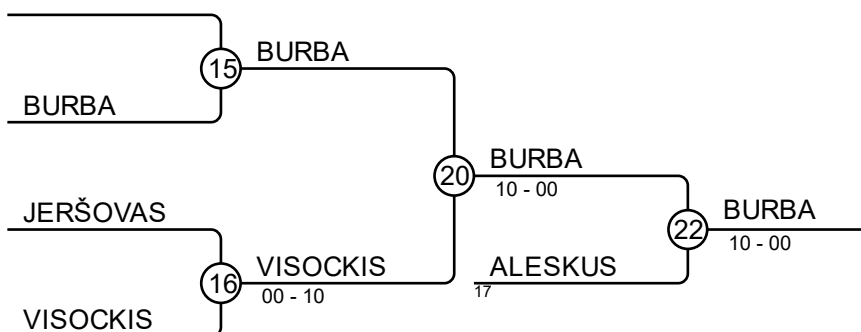 15
BURBA
BURBA
20
BURBA
10 - 00
JERŠOVAS
22
BURBA
10 - 00
16
VISOCKIS
00 - 10
ALESKUS
17
VISOCKIS